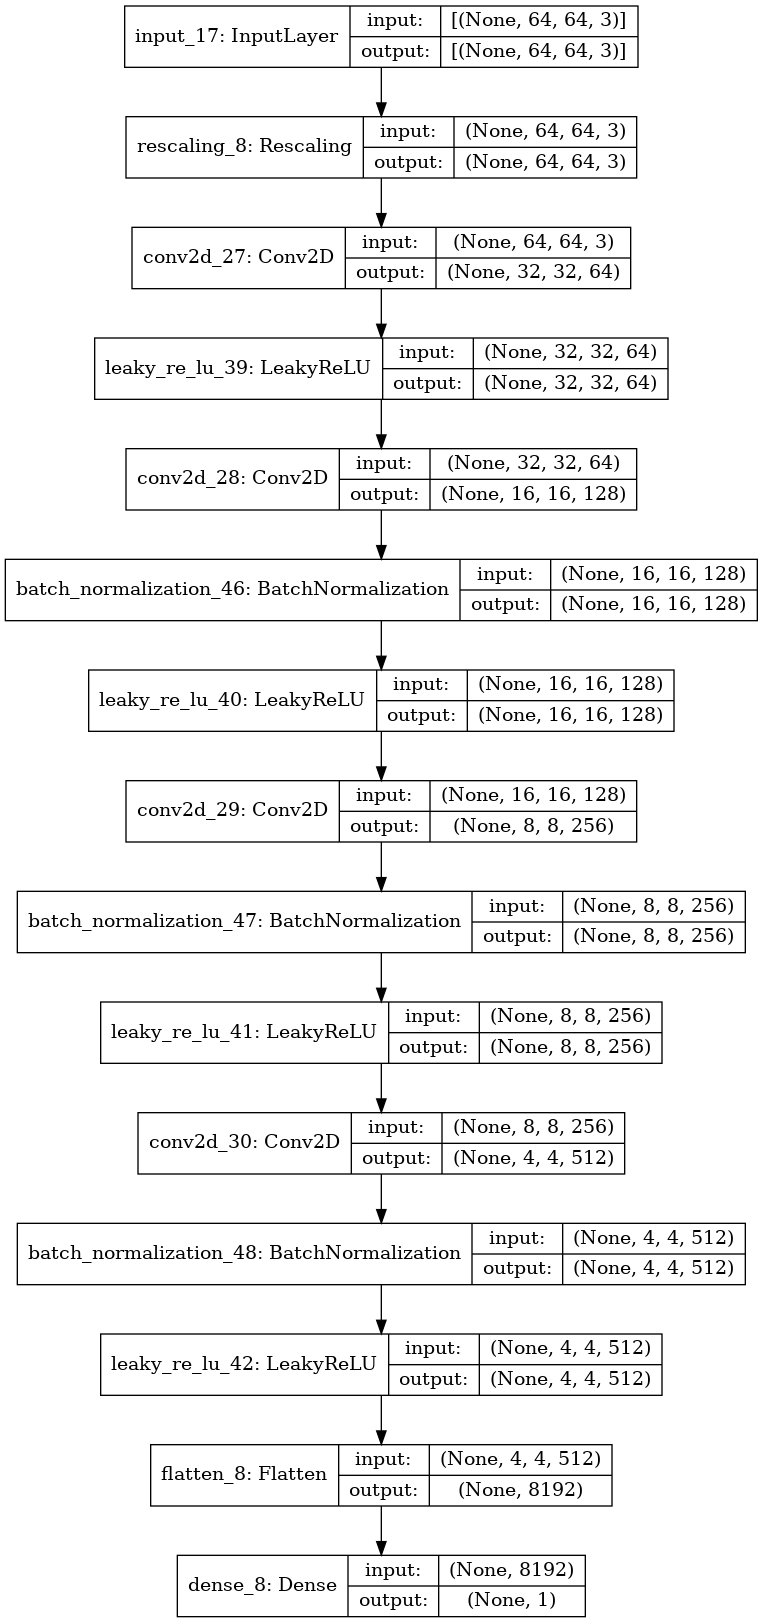 input_17: InputLayer
input: [(None, 64, 64, 3)]
output: [(None, 64, 64, 3)]
rescaling_8: Rescaling
input: (None, 64, 64, 3)
output: (None, 64, 64, 3)
conv2d_27: Conv2D
input: (None, 64, 64, 3)
output: (None, 32, 32, 64)
leaky_re_lu_39: LeakyReLU
input: (None, 32, 32, 64)
output: (None, 32, 32, 64)
conv2d_28: Conv2D
input: (None, 32, 32, 64)
output: (None, 16, 16, 128)
batch_normalization_46: BatchNormalization
input: (None, 16, 16, 128)
output: (None, 16, 16, 128)
leaky_re_lu_40: LeakyReLU
input: (None, 16, 16, 128)
output: (None, 16, 16, 128)
conv2d_29: Conv2D
input: (None, 16, 16, 128)
output: (None, 8, 8, 256)
batch_normalization_47: BatchNormalization
input: (None, 8, 8, 256)
output: (None, 8, 8, 256)
leaky_re_lu_41: LeakyReLU
input: (None, 8, 8, 256)
output: (None, 8, 8, 256)
conv2d_30: Conv2D
input: (None, 8, 8, 256)
output: (None, 4, 4, 512)
batch_normalization_48: BatchNormalization
input: (None, 4, 4, 512)
output: (None, 4, 4, 512)
leaky_re_lu_42: LeakyReLU
input: (None, 4, 4, 512)
output: (None, 4, 4, 512)
flatten_8: Flatten
input: (None, 4, 4, 512)
output: (None, 8192)
dense_8: Dense
input: (None, 8192)
output: (None, 1)